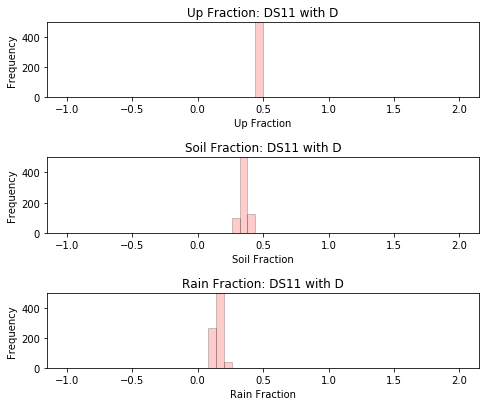 Up Fraction: DS11 with D
400
200
0
Frequency
−1.0 −0.5 0.0 0.5 1.0 1.5 2.0
Up Fraction
Soil Fraction: DS11 with D
400
200
0
Frequency
−1.0 −0.5 0.0 0.5 1.0 1.5 2.0
Soil Fraction
Rain Fraction: DS11 with D
400
200
0
Frequency
−1.0 −0.5 0.0 0.5 1.0 1.5 2.0
Rain Fraction